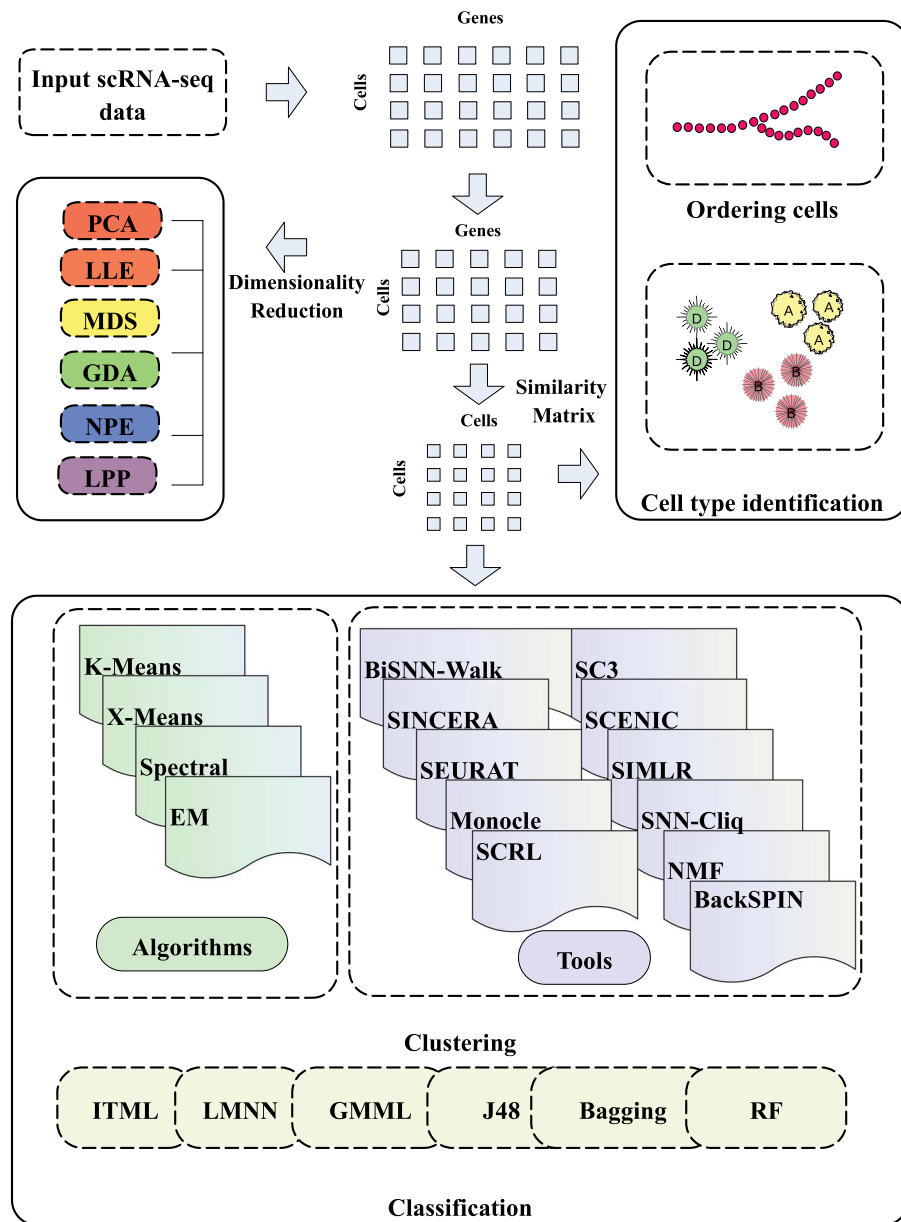 Genes
Input scRNA-seq
data
Cells
Ordering cells
Genes
Cells
Dimensionality
Reduction
PCA
LLE
MDS
GDA
NPE
LPP
D
D
D
A
A
A
B
B
B
Similarity
Matrix
Cells
Cells
Cell type identification
K-Means
X-Means
Spectral
EM
Algorithms
BiSNN-Walk
SINCERA
SEURAT
Monocle
SCRL
SC3
SCENIC
SIMLR
SNN-Cliq
NMF
BackSPIN
Tools
Clustering
ITML LMNN GMML J48 Bagging RF
Classification